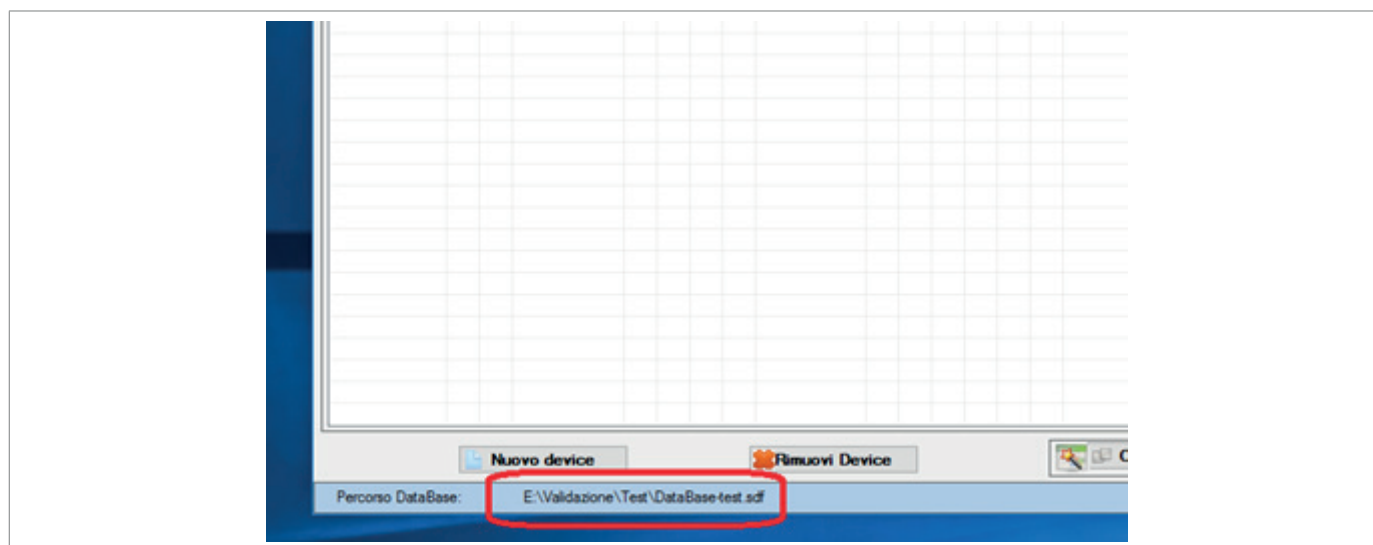 Nuovo device
Rimuovi Device
Percorso DataBase: E:\Validazione\Test\DataBase-test.sdf